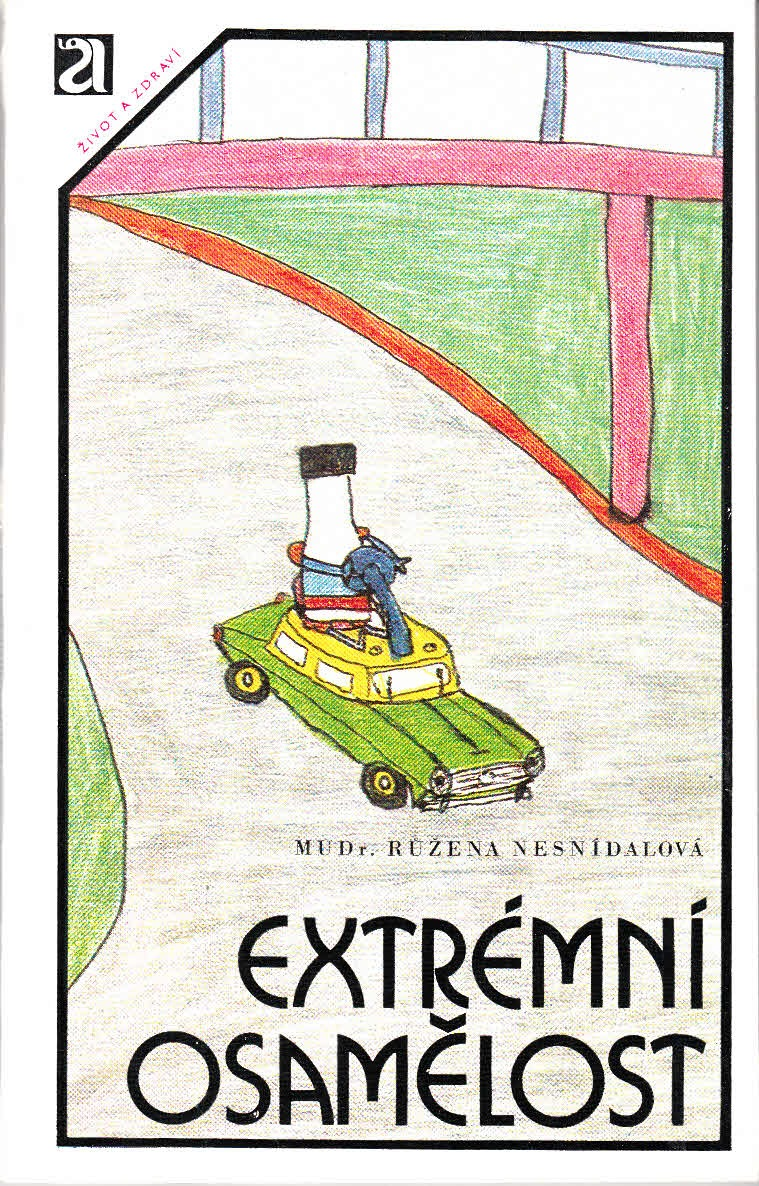 a
ŽIVOT A ZDRAVÍ
MUDr. RŮŽENA NESNÍDALOVÁ
EXTRÉMNÍ
OSAMĚLOST